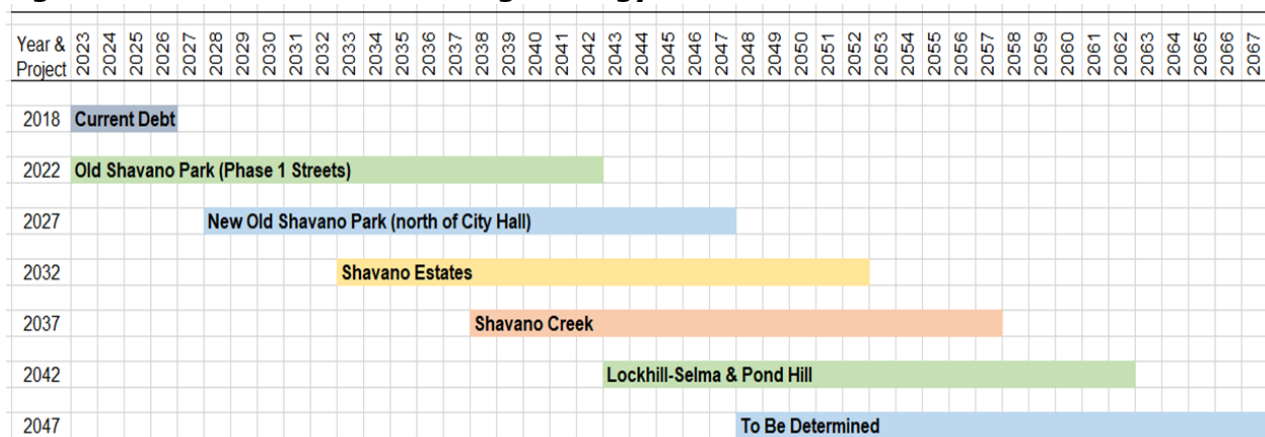 Year & Project 2023 2024 2025 2026 2027 2028 2029 2030 2031 2032 2033 2034 2035 2036 2037 2038 2039 2040 2041 2042 2043 2044 2045 2046 2047 2048 2049 2050 2051 2052 2053 2054 2055 2056 2057 2058 2059 2060 2061 2062 2063 2064 2065 2066 2067
2018 Current Debt
2022 Old Shavano Park (Phase 1 Streets)
2027 New Old Shavano Park (north of City Hall)
2032 Shavano Estates
2037 Shavano Creek
2042 Lockhill-Selma & Pond Hill
2047 To Be Determined